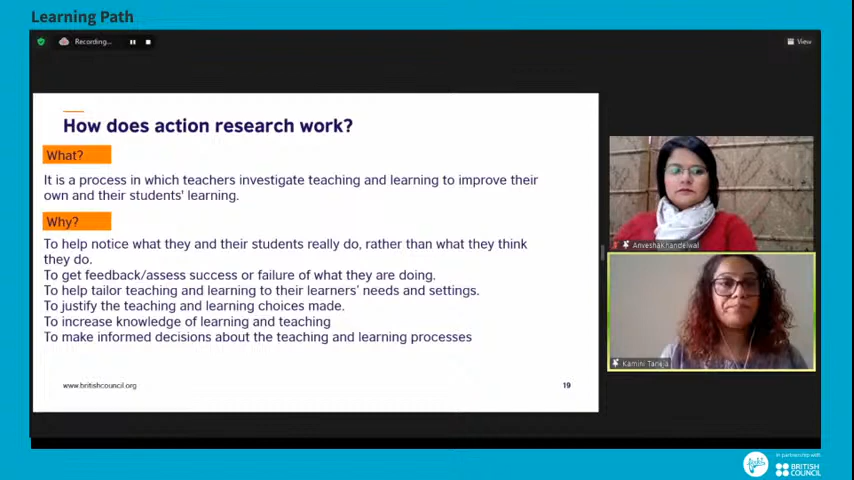 Learning Path
Recording...
View
How does action research work?
What?
It is a process in which teachers investigate teaching and learning to improve their
own and their students' learning.
Why?
To help notice what they and their students really do, rather than what they think
they do.
To get feedback/assess success or failure of what they are doing.
To help tailor teaching and learning to their learners' needs and settings.
To justify the teaching and learning choices made.
To increase knowledge of learning and teaching
To make informed decisions about the teaching and learning processes
www.britishcouncil.org
19
AnveshaKhandelwal
Kamini Taneja
In partnership with
BRITISH
COUNCIL